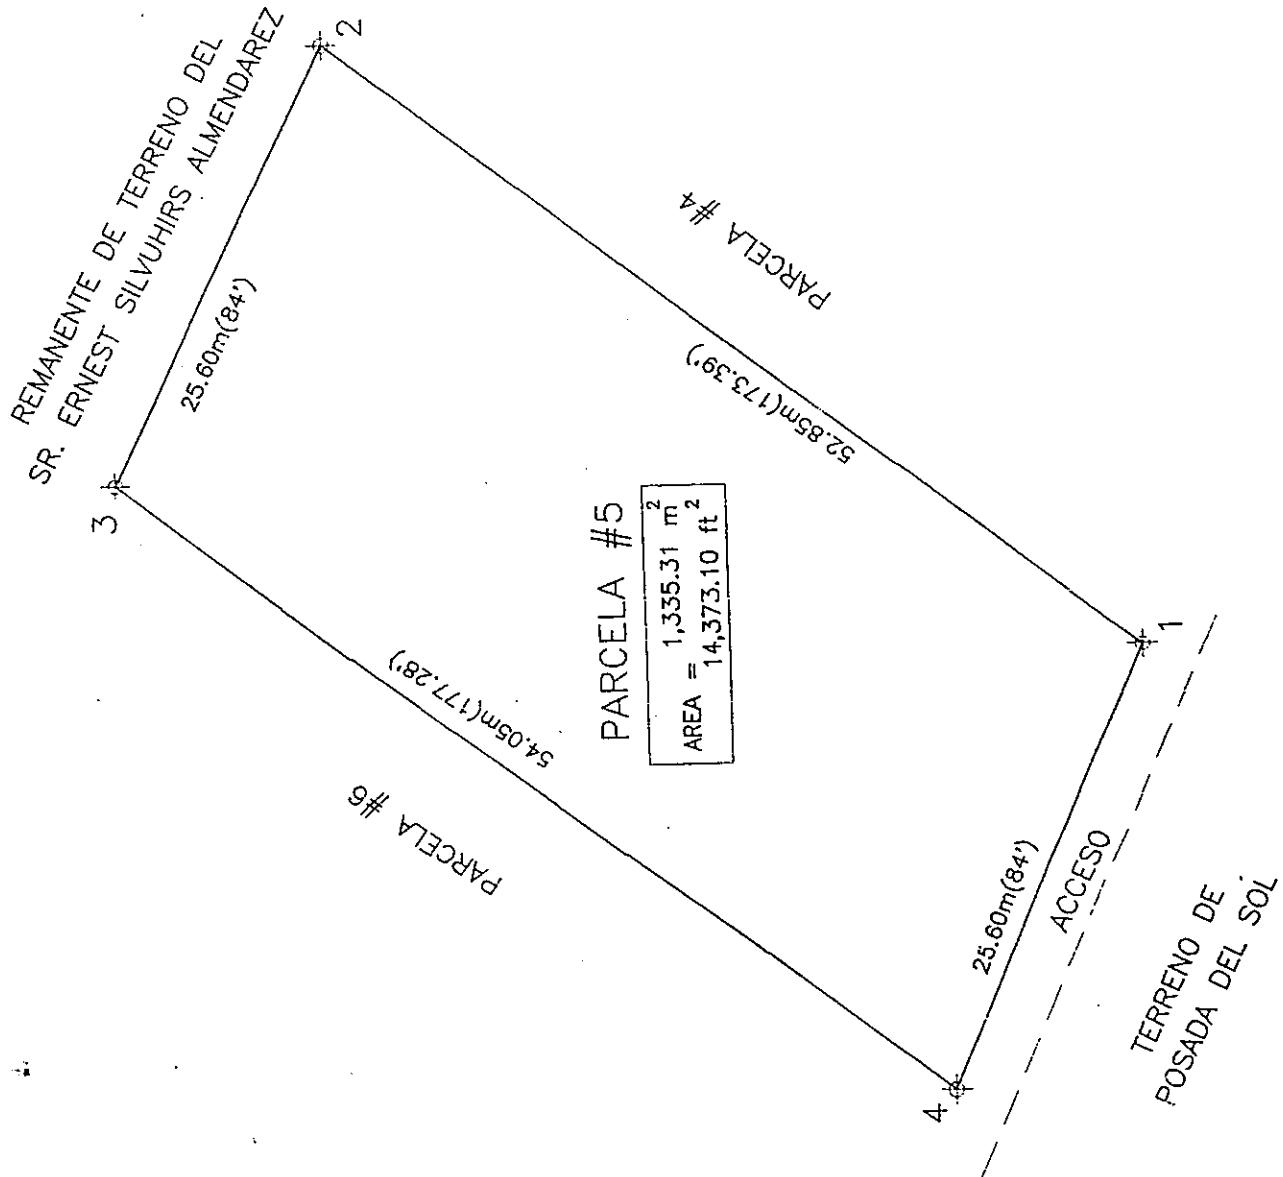 REMANENTE DE TERRENO DEL
SR. ERNEST SILVUHIRS ALMENDAREZ
2
25.60m(84')
3
PARCELA #4
52.85m(173.39')
PARCELA #5
AREA = 1,335.31 m²
14,373.10 ft²
54.05m(177.28')
PARCELA #6
1
25.60m(84')
ACCESO
4
TERRENO DE
POSADA DEL SOL